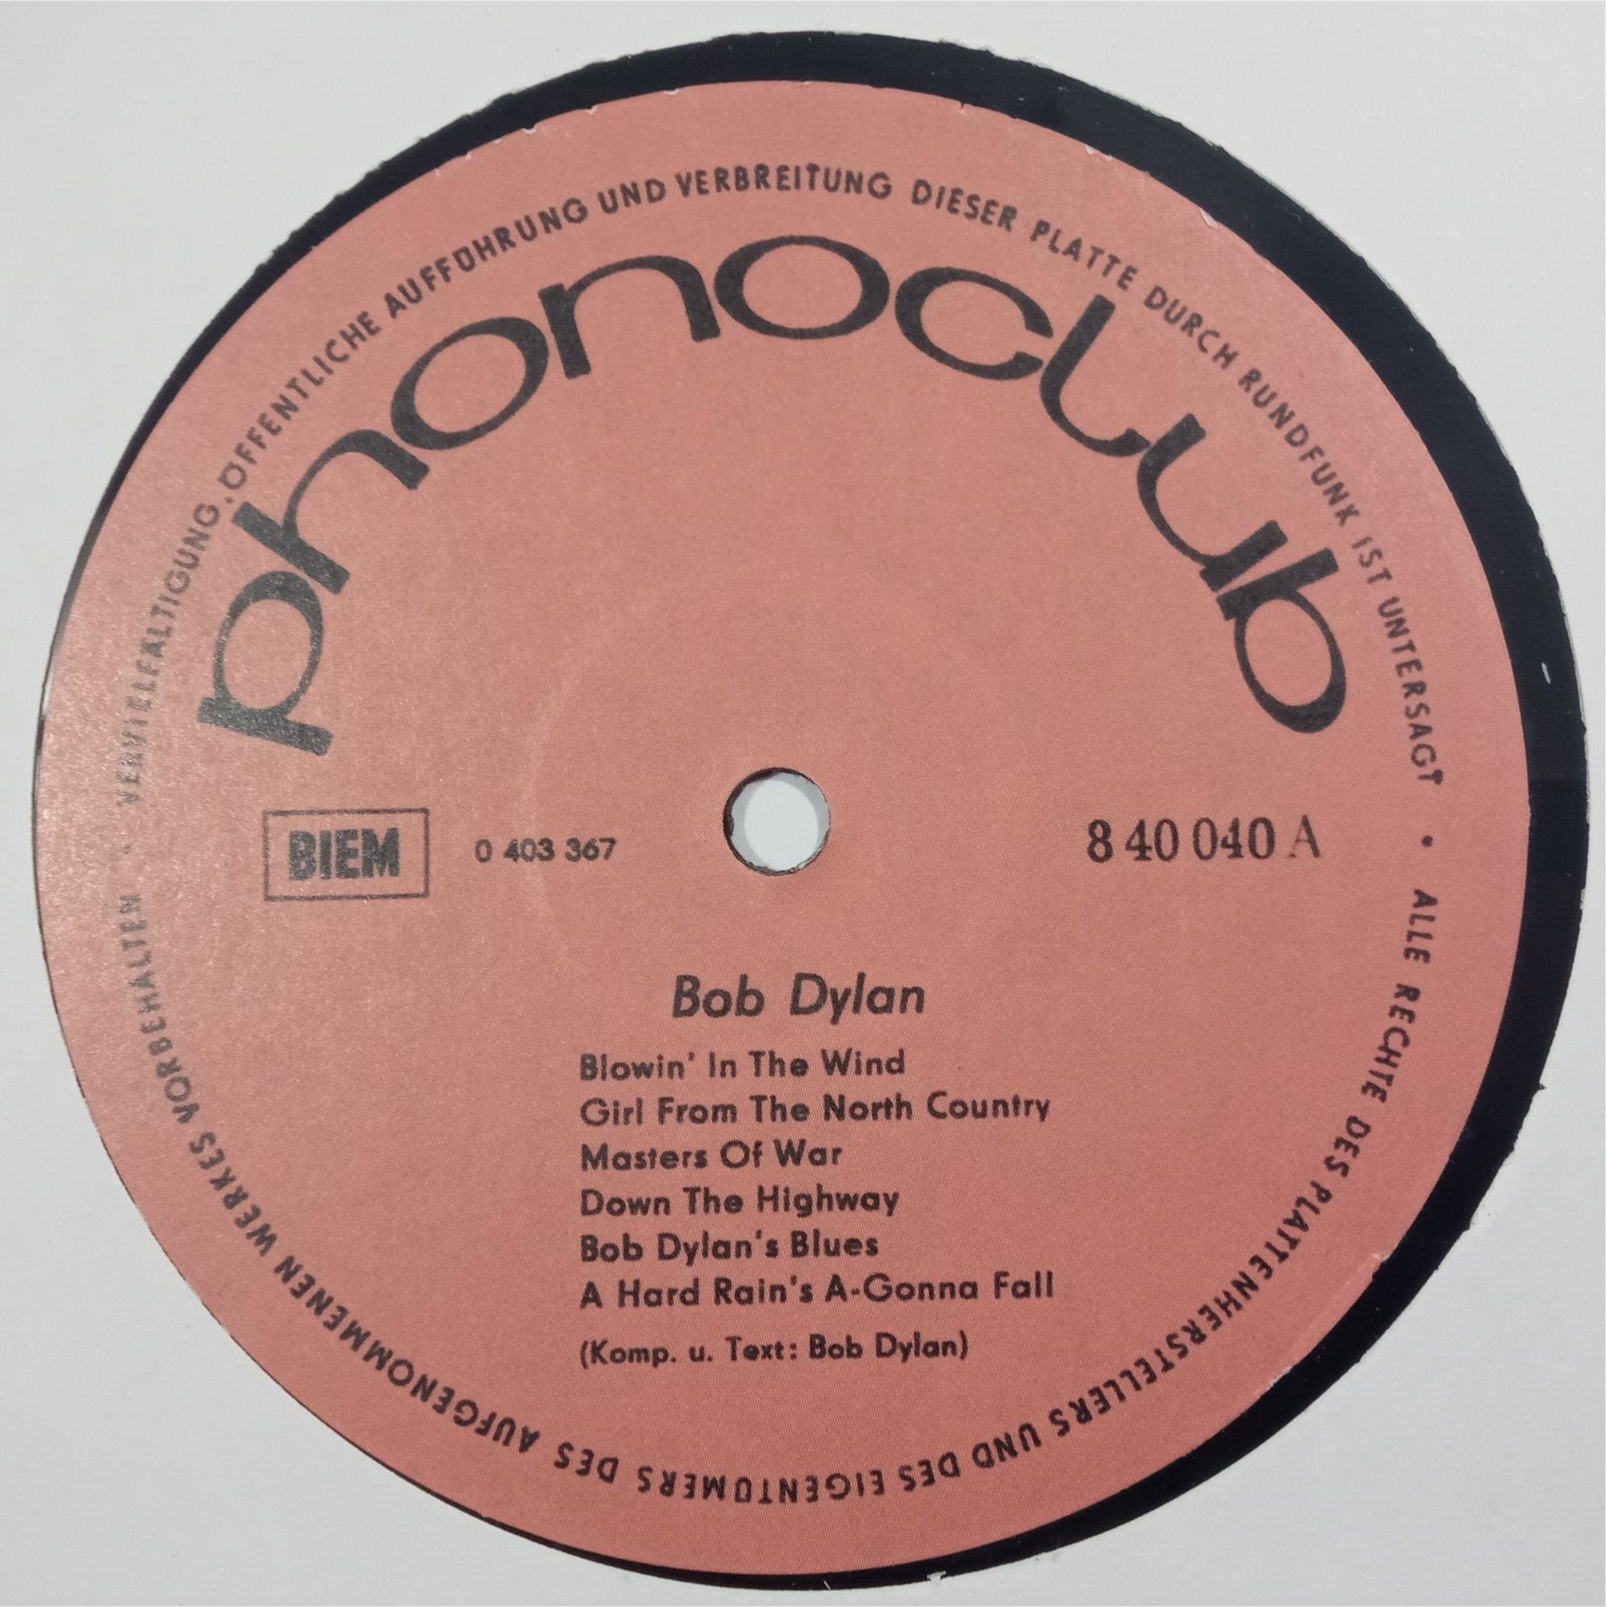 VERVIELFÄLTIGUNG, ÖFFENTLICHE AUFFÜHRUNG UND VERBREITUNG DIESER PLATTE DURCH RUNDFUNK IST UNTERSAGT • ALLE RECHTE DES PLATTENHERSTELLERS UND DES EIGENTÜMERS DES AUFGENOMMENEN WERKES VORBEHALTEN •
phonoclub
BIEM 0 403 367 8 40 040 A
Bob Dylan
Blowin' In The Wind
Girl From The North Country
Masters Of War
Down The Highway
Bob Dylan's Blues
A Hard Rain's A-Gonna Fall
(Komp. u. Text: Bob Dylan)